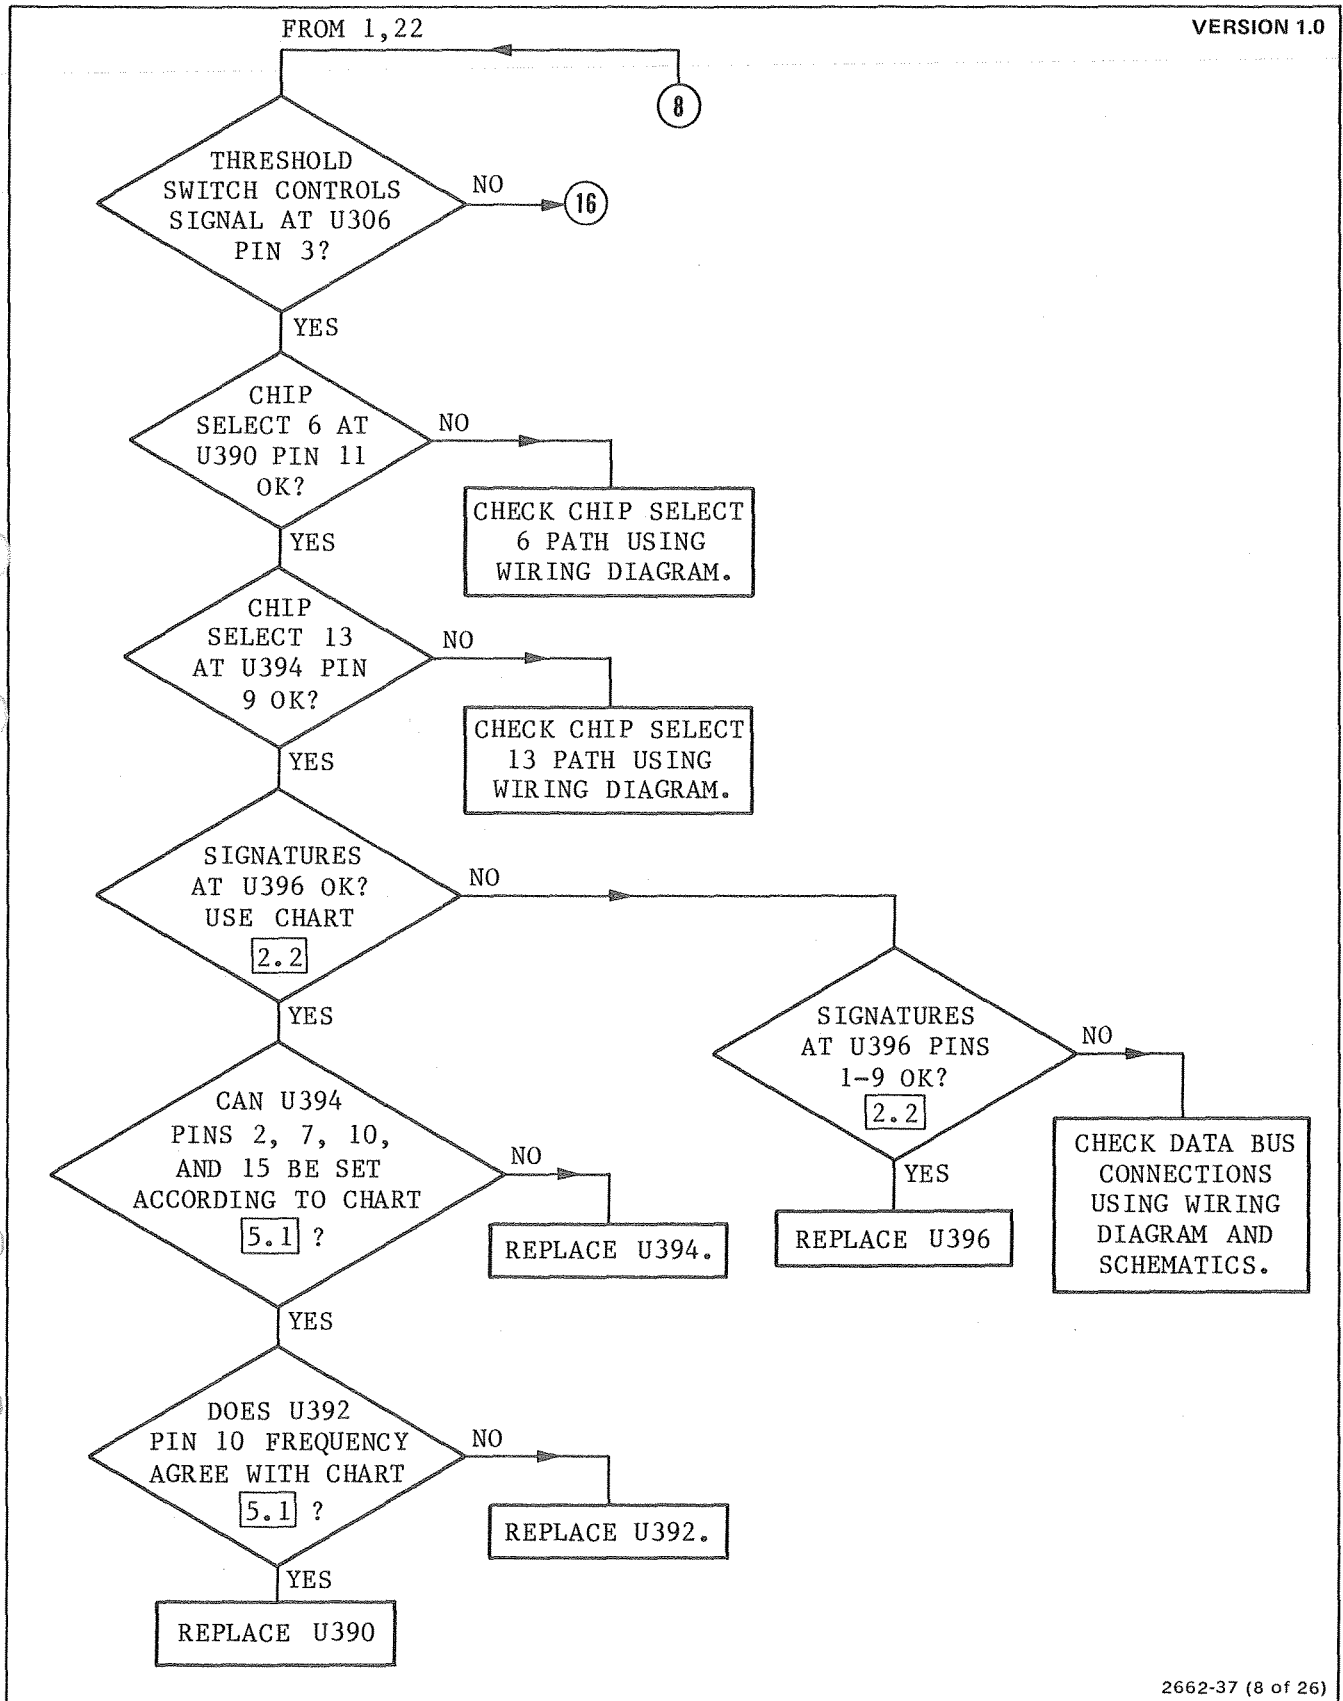 FROM 1,22
VERSION 1.0
8
THRESHOLD
SWITCH CONTROLS
SIGNAL AT U306
PIN 3?
NO
16
YES
CHIP
SELECT 6 AT
U390 PIN 11
OK?
NO
CHECK CHIP SELECT
6 PATH USING
WIRING DIAGRAM.
YES
CHIP
SELECT 13
AT U394 PIN
9 OK?
NO
CHECK CHIP SELECT
13 PATH USING
WIRING DIAGRAM.
YES
SIGNATURES
AT U396 OK?
USE CHART
2.2
NO
SIGNATURES
AT U396 PINS
1-9 OK?
2.2
NO
CHECK DATA BUS
CONNECTIONS
USING WIRING
DIAGRAM AND
SCHEMATICS.
YES
REPLACE U396
YES
CAN U394
PINS 2, 7, 10,
AND 15 BE SET
ACCORDING TO CHART
5.1 ?
NO
REPLACE U394.
YES
DOES U392
PIN 10 FREQUENCY
AGREE WITH CHART
5.1 ?
NO
REPLACE U392.
YES
REPLACE U390
2662-37 (8 of 26)